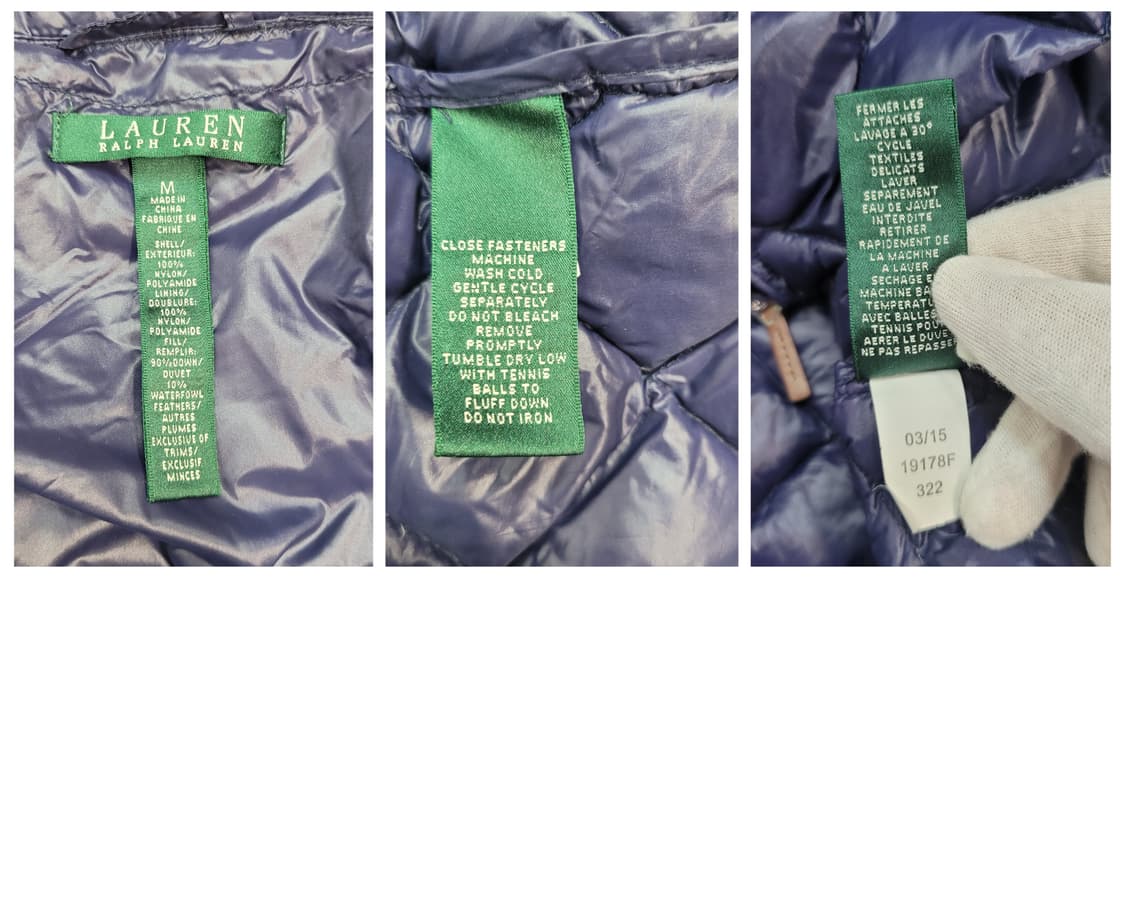 LAUREN
RALPH LAUREN
M
MADE IN
CHINA
FABRIQUE EN
CHINE
SHELL/
EXTERIEUR:
100%
NYLON/
POLYAMIDE
LINING/
DOUBLURE:
100%
NYLON/
POLYAMIDE
FILL/
REMPLIR:
90%DOWN/
DUVET
10%
WATERFOWL
FEATHERS/
AUTRES
PLUMES
EXCLUSIVE OF
TRIMS/
EXCLUSIF
MINCES
CLOSE FASTENERS
MACHINE
WASH COLD
GENTLE CYCLE
SEPARATELY
DO NOT BLEACH
REMOVE
PROMPTLY
TUMBLE DRY LOW
WITH TENNIS
BALLS TO
FLUFF DOWN
DO NOT IRON
FERMER LES
ATTACHES
LAVAGE A 30°
CYCLE
TEXTILES
DELICATS
LAVER
SEPAREMENT
EAU DE JAVEL
INTERDITE
RETIRER
RAPIDEMENT DE
LA MACHINE
A LAVER
SECHAGE
MACHINE
AVEC BALLES
TENNIS
AERER LE
NE PAS REPASSER
03/15
19178F
322